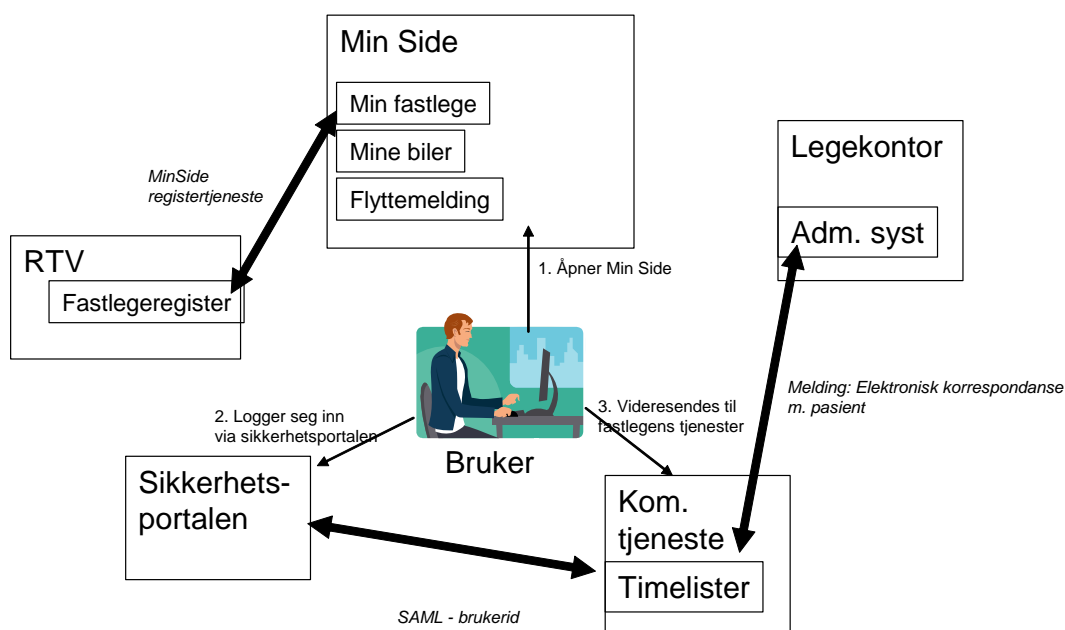 Min Side
Min fastlege
Mine biler
Flyttemelding
Legekontor
Adm. syst
MinSide
registertjeneste
RTV
Fastlegeregister
1. Åpner Min Side
2. Logger seg inn
via sikkerhetsportalen
3. Videresendes til
fastlegens tjenester
Melding: Elektronisk korrespondanse
m. pasient
Bruker
Sikkerhets-
portalen
Kom.
tjeneste
Timelister
SAML - brukerid